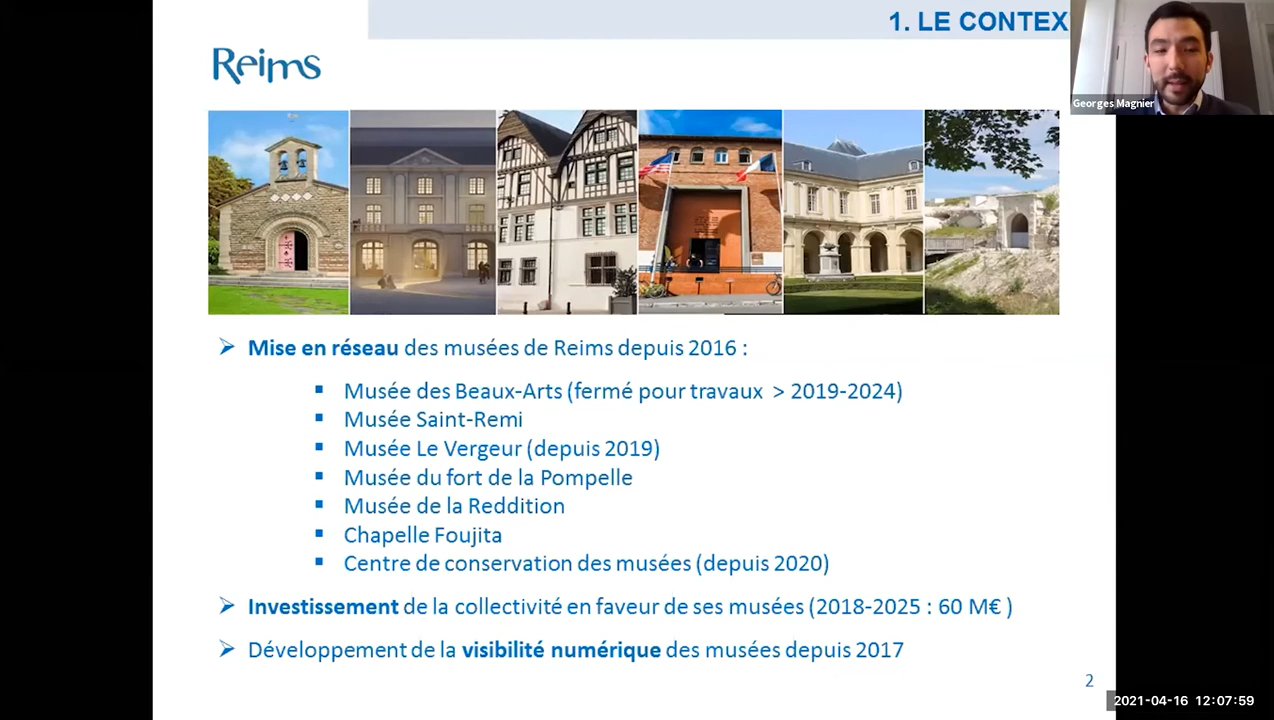 1. LE CONTEX
Reims
Georges Magnier
Mise en réseau des musées de Reims depuis 2016 :
Musée des Beaux-Arts (fermé pour travaux > 2019-2024)
Musée Saint-Remi
Musée Le Vergeur (depuis 2019)
Musée du fort de la Pompelle
Musée de la Reddition
Chapelle Foujita
Centre de conservation des musées (depuis 2020)
Investissement de la collectivité en faveur de ses musées (2018-2025 : 60 M€ )
Développement de la visibilité numérique des musées depuis 2017
2
2021-04-16 12:07:59